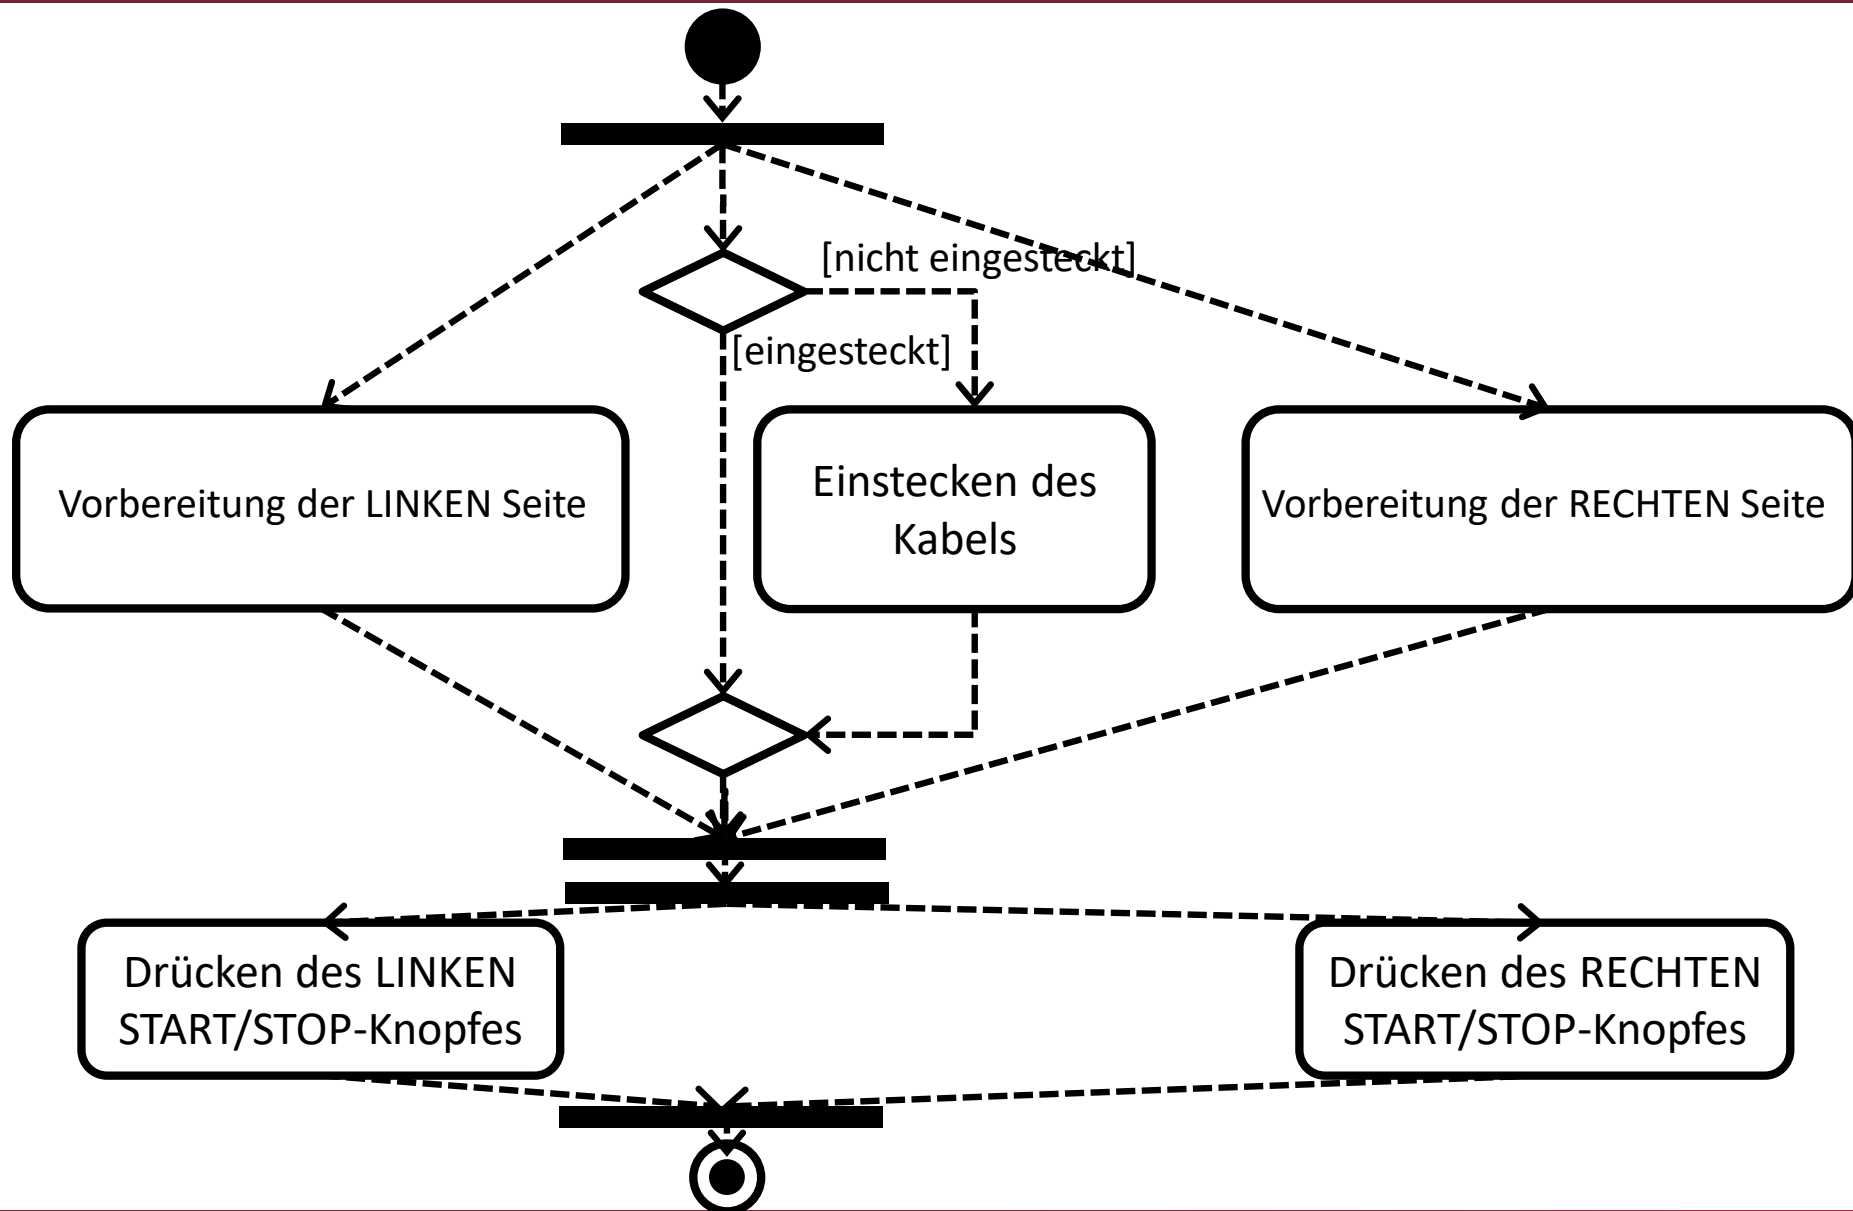 [nicht eingesteckt]
[eingesteckt]
Vorbereitung der LINKEN Seite
Einstecken des
Kabels
Vorbereitung der RECHTEN Seite
Drücken des LINKEN
START/STOP-Knopfes
Drücken des RECHTEN
START/STOP-Knopfes